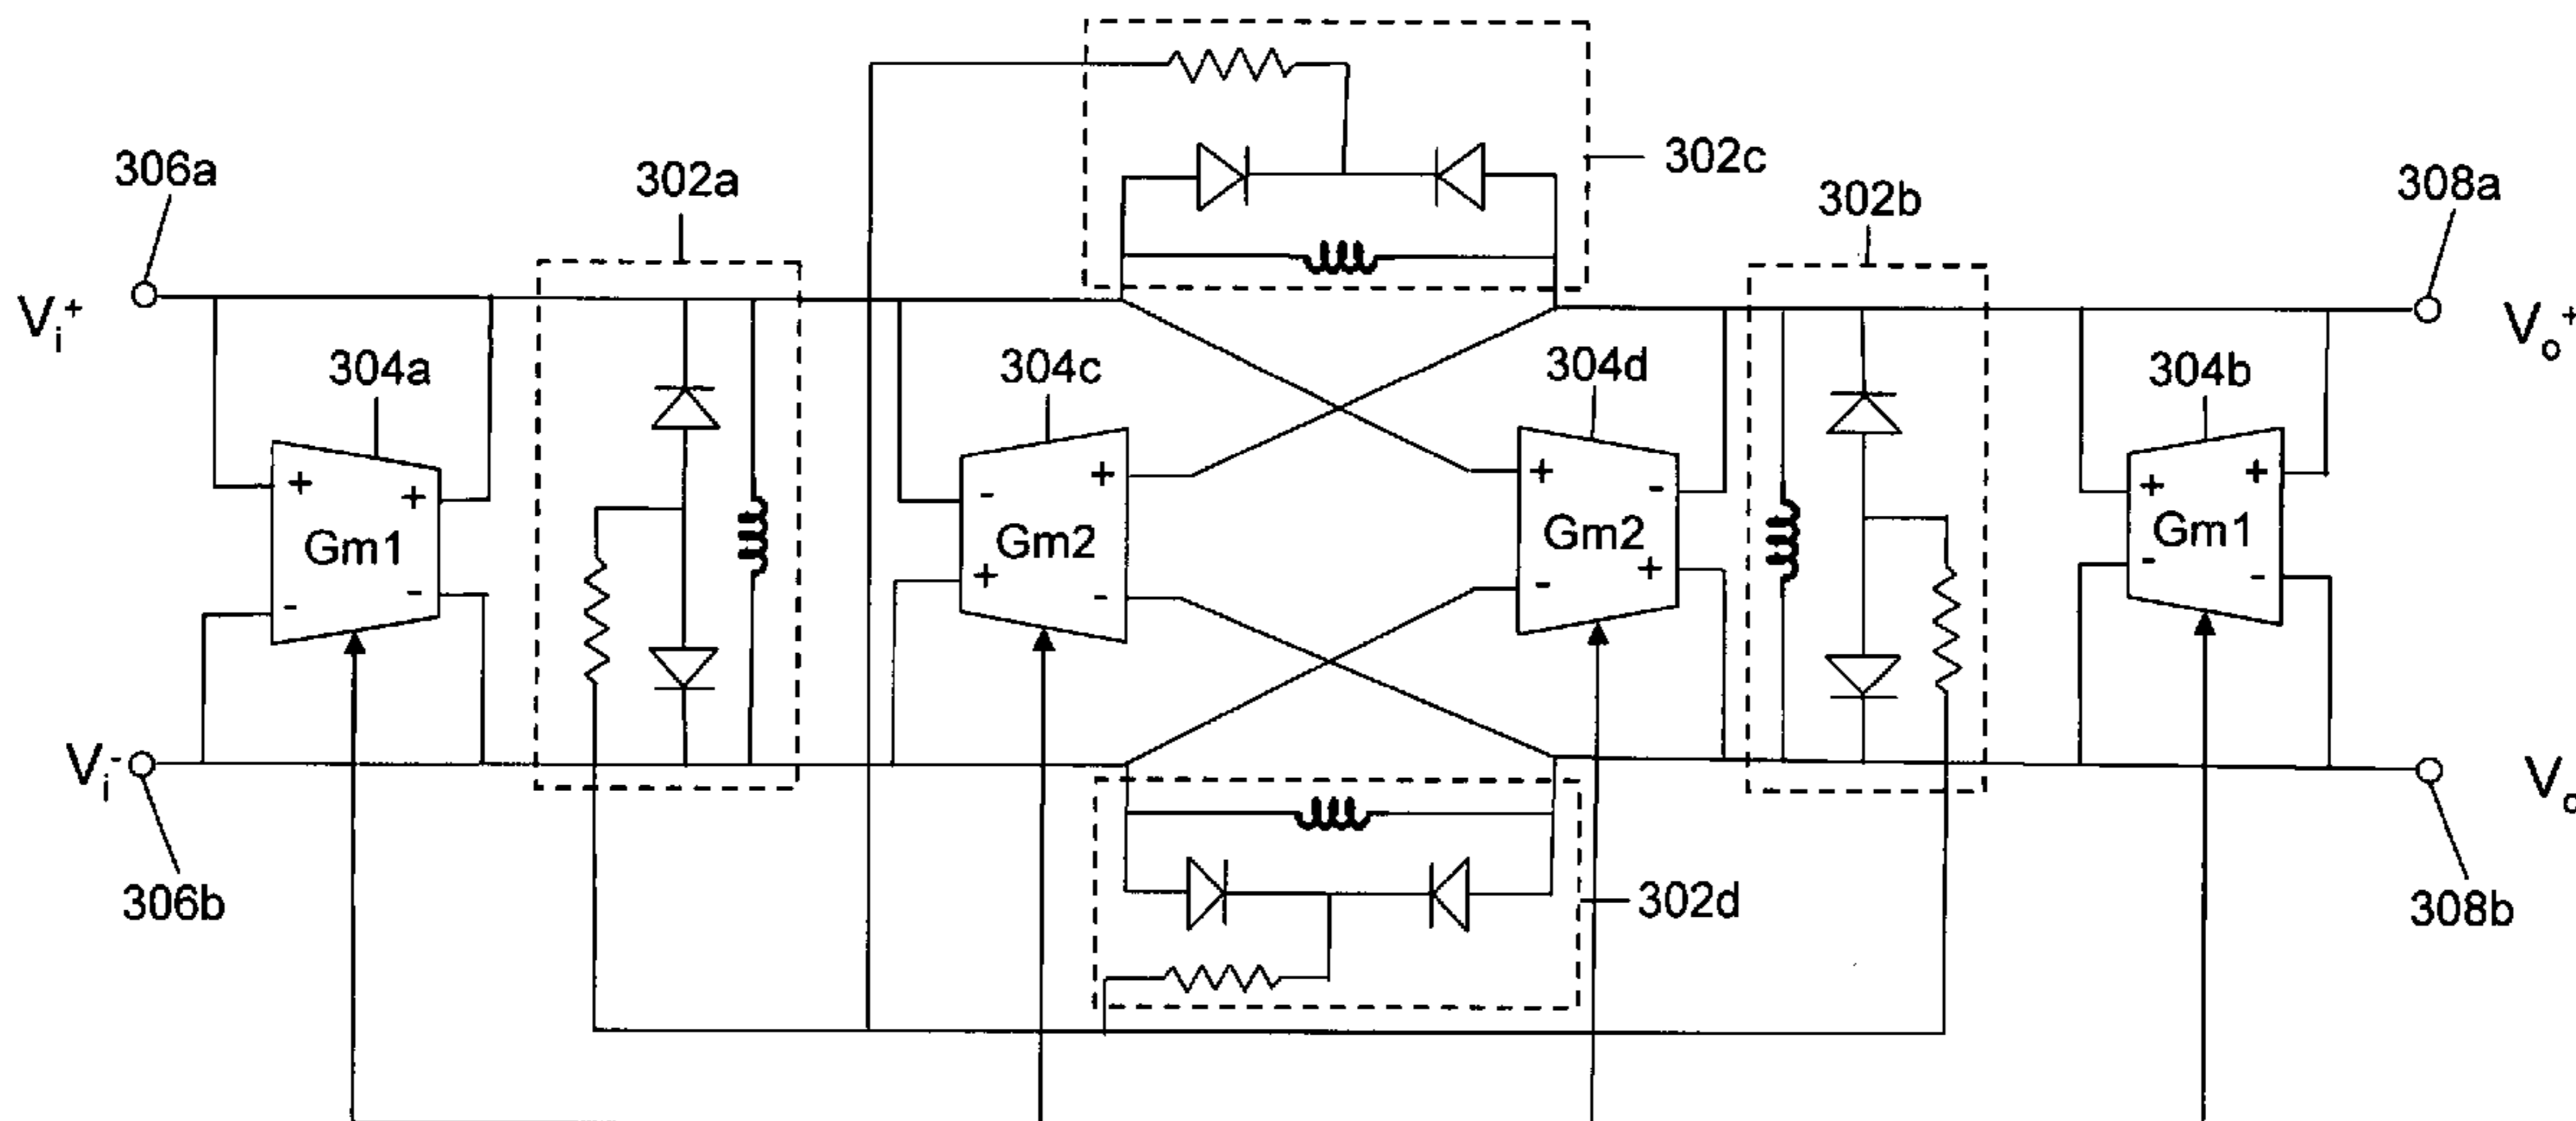 306a
302a
302c
302b
308a
Vi+
304a
304c
304d
304b
Vo+
+
+
Gm1
-
-
-
+
Gm2
+
-
+
-
Gm2
+
-
+
+
Gm1
-
-
Vi-
306b
302d
308b
Vo